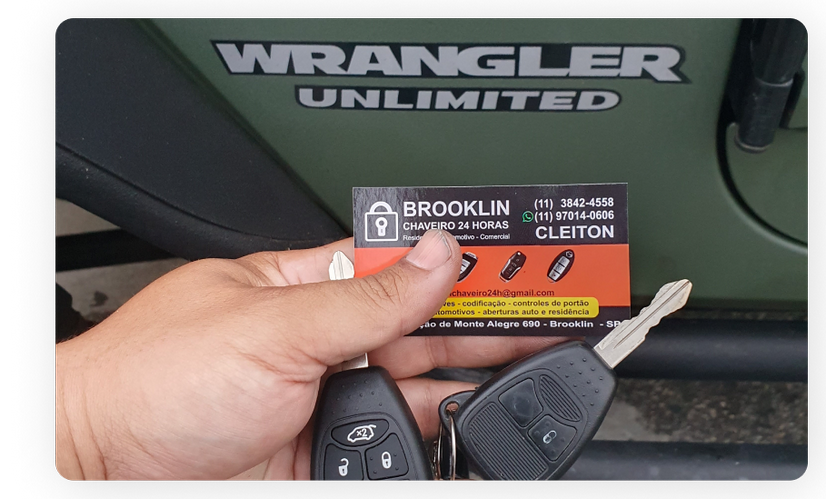 WRANGLER
UNLIMITED
BROOKLIN
CHAVEIRO 24 HORAS
(11) 3842-4558
(11) 97014-0606
CLEITON
Comercial
chaveiro24h@gmail.com
codificação - controles de portão
aberturas auto e residência
de Monte Alegre 690 - Brooklin - SP
x2